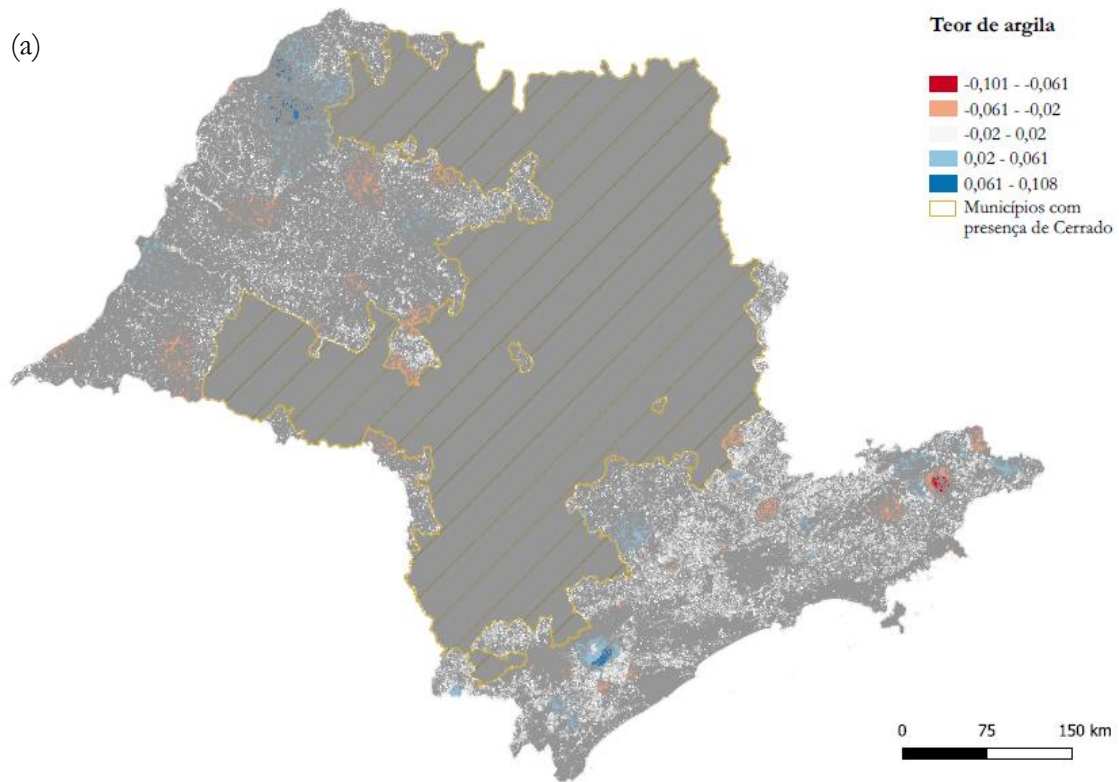 (a)
Teor de argila
-0,101 - -0,061
-0,061 - -0,02
-0,02 - 0,02
0,02 - 0,061
0,061 - 0,108
Municípios com
presença de Cerrado
0 75 150 km